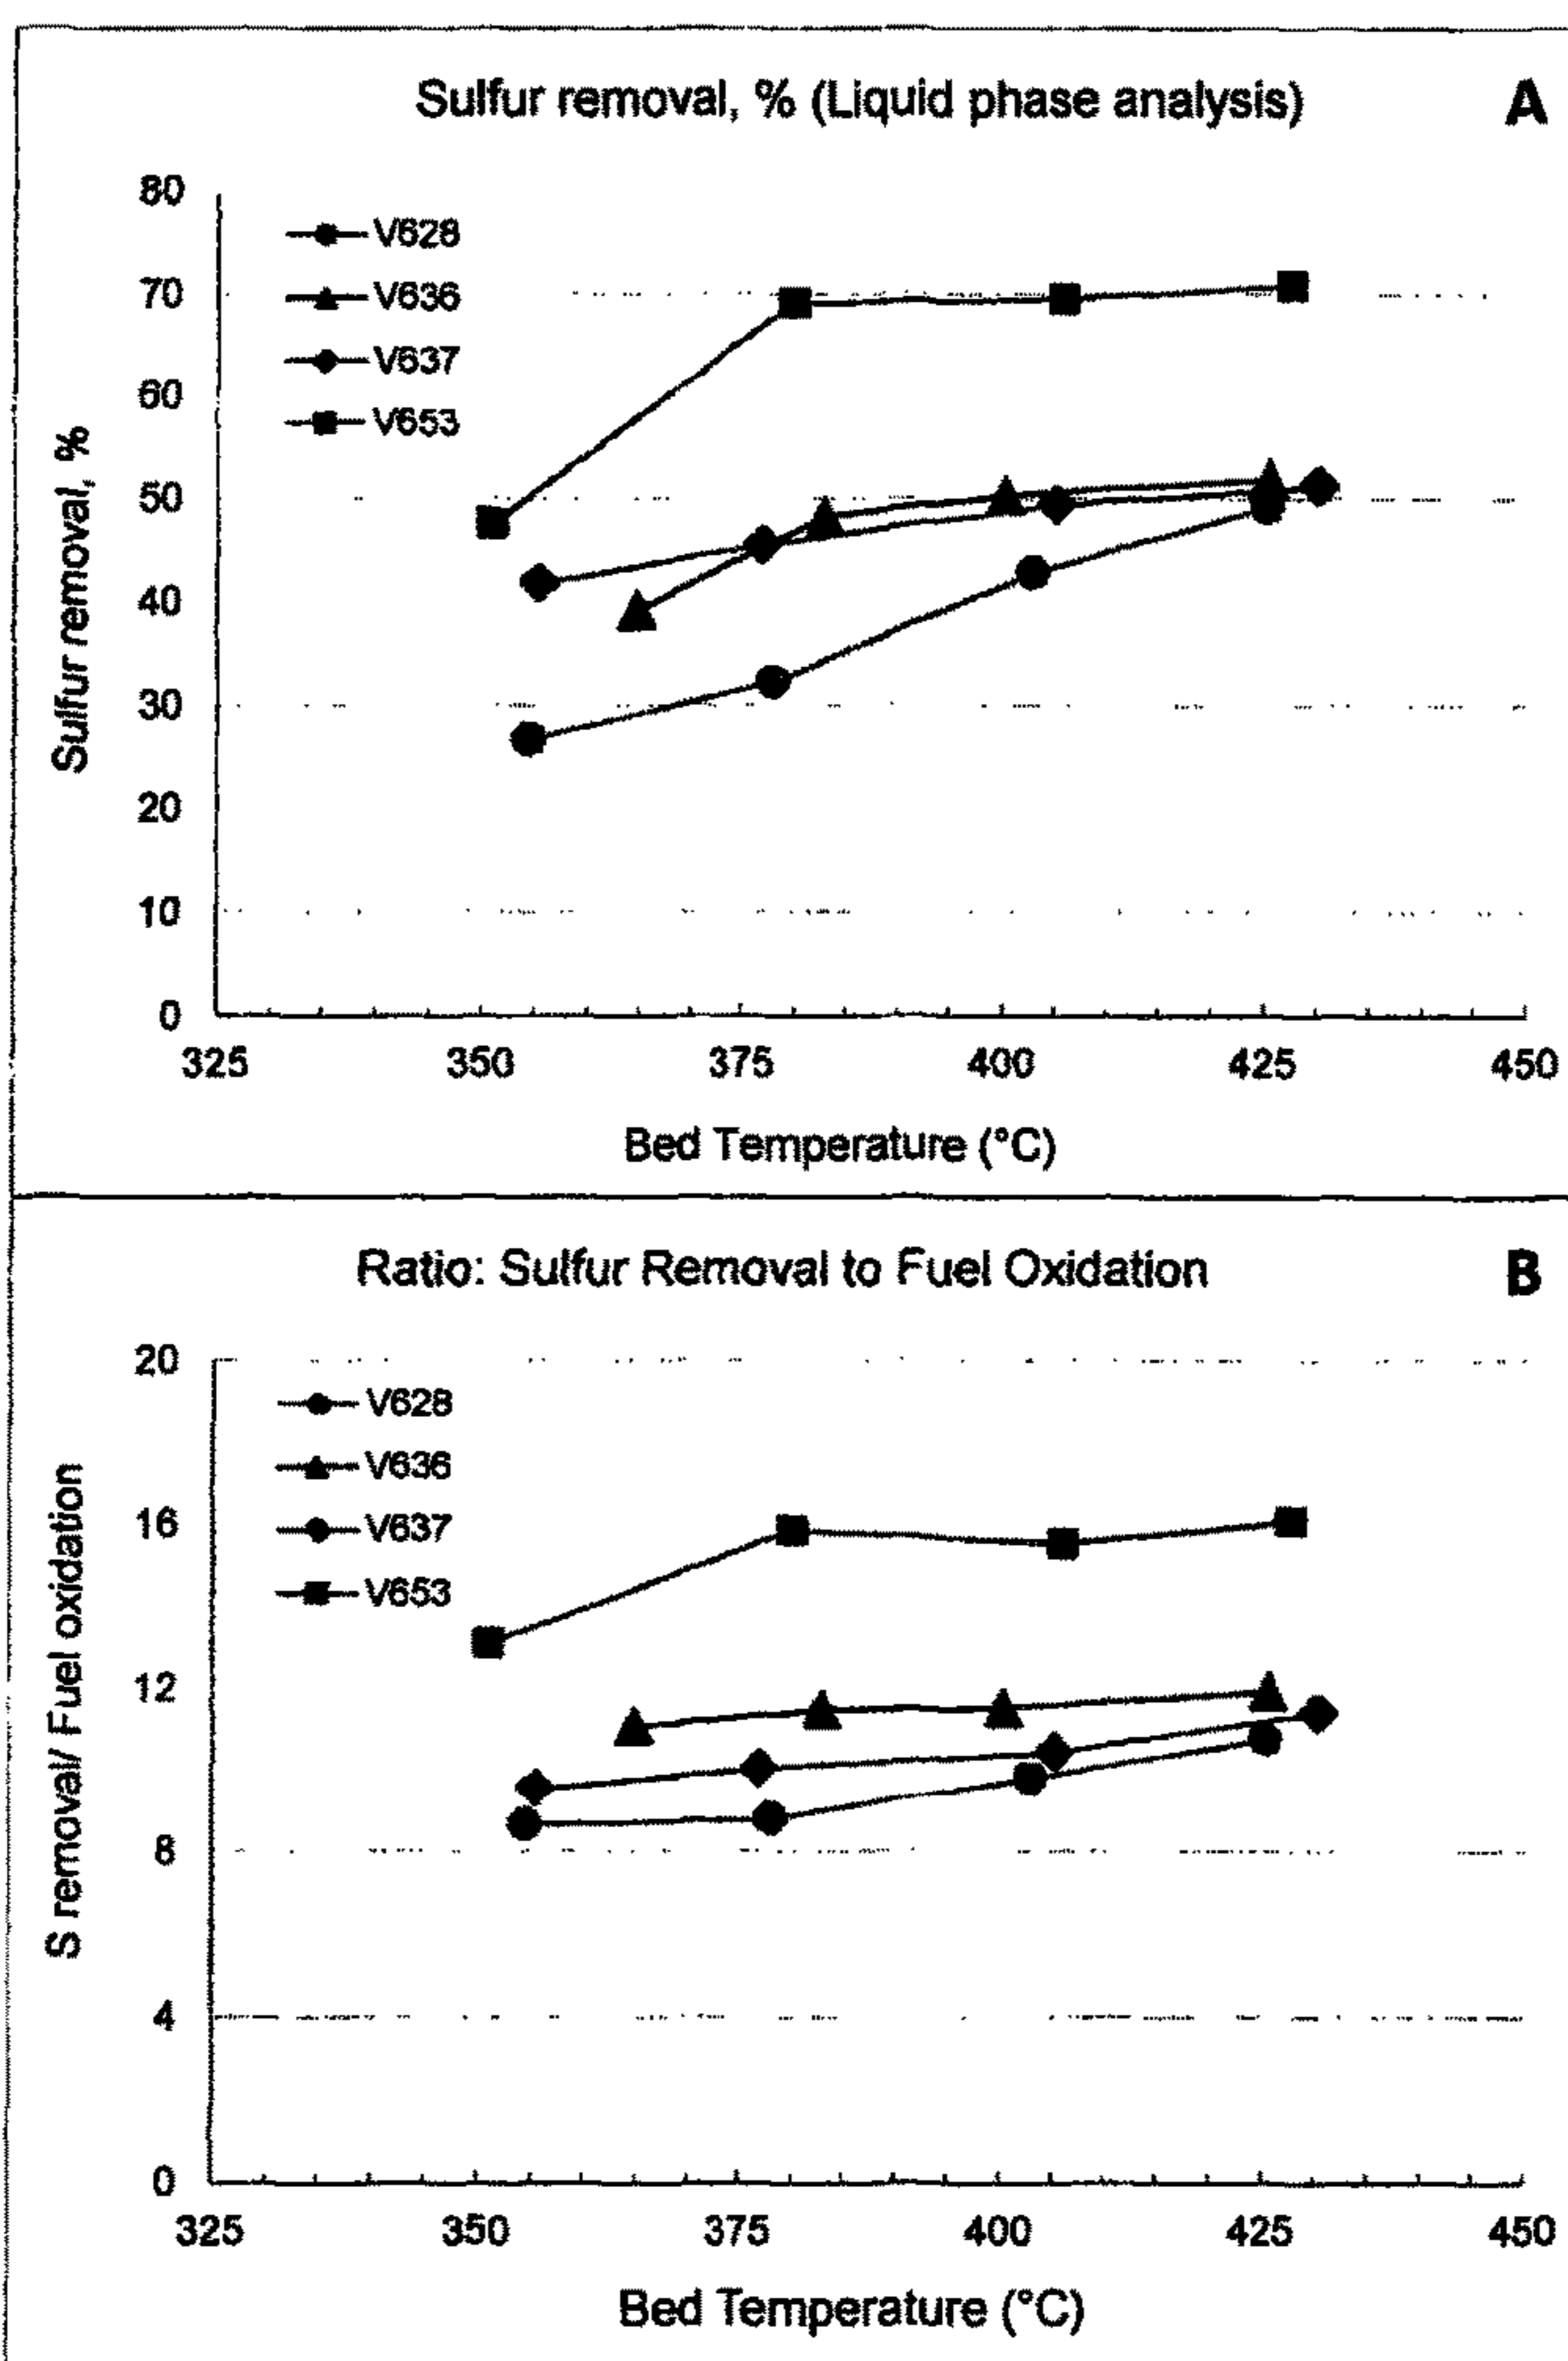 Sulfur removal, % (Liquid phase analysis)
A
80
70
60
50
40
30
20
10
0
Sulfur removal, %
V628
V636
V637
V653
325 350 375 400 425 450
Bed Temperature (°C)
Ratio: Sulfur Removal to Fuel Oxidation
B
20
16
12
8
4
0
S removal/ Fuel oxidation
V628
V636
V637
V653
325 350 375 400 425 450
Bed Temperature (°C)